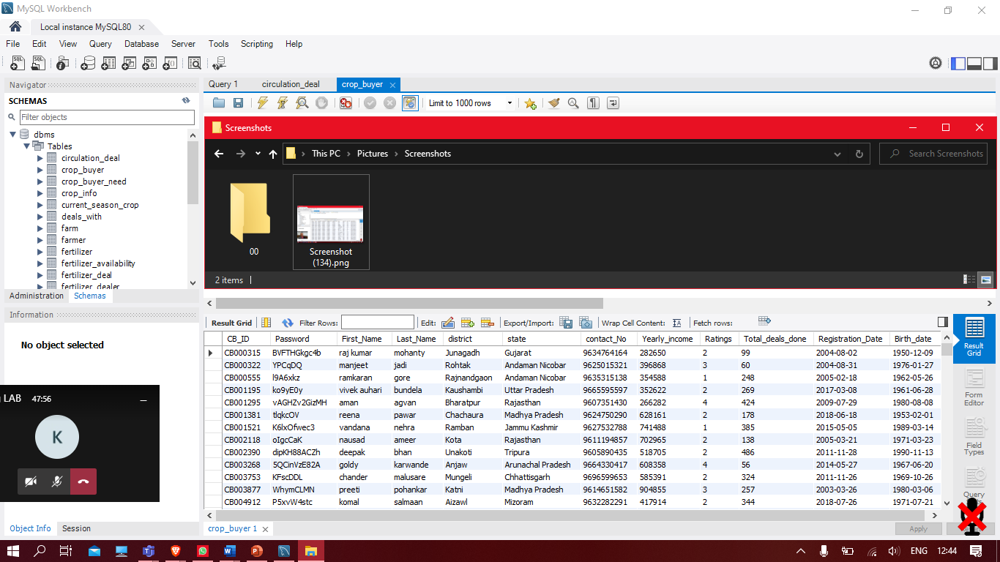 MySQL Workbench
Local instance MySQL80
File Edit View Query Database Server Tools Scripting Help
Navigator
SCHEMAS
Filter objects
dbms
Tables
circulation_deal
crop_buyer
crop_buyer_need
crop_info
current_season_crop
deals_with
farm
farmer
fertilizer
fertilizer_availability
fertilizer_deal
fertilizer_dealer
Administration Schemas
Information
No object selected
LAB 47:56
K
Object Info Session
Query 1 circulation_deal crop_buyer
Limit to 1000 rows
Screenshots
This PC Pictures Screenshots
Search Screenshots
00
Screenshot
(134).png
2 items
Result Grid Filter Rows: Edit: Export/Import: Wrap Cell Content: Fetch rows:
CB_ID Password First_Name Last_Name district state contact_No Yearly_income Ratings Total_deals_done Registration_Date Birth_date
CB000315 BVFTHGkgc4b raj kumar mohanty Junagadh Gujarat 9634764164 282650 2 99 2004-08-02 1950-12-09
CB000322 YPCqDQ manjeet jadi Rohtak Andaman Nicobar 9625015321 396868 3 60 2004-08-31 1976-01-27
CB000555 l9A6xkz ramkaran gore Rajnandgaon Andaman Nicobar 9635315138 354588 1 248 2005-02-18 1962-05-26
CB001195 ko9yE0y vivek auhari bundela Kaushambi Uttar Pradesh 9665595597 352622 2 269 2017-03-08 1961-06-28
CB001295 vAGHZv2GizMH aman agvan Bharatpur Rajasthan 9607351430 266282 4 424 2009-07-29 1980-08-08
CB001381 tlqkcOV reena pawar Chachaura Madhya Pradesh 9624750290 628161 2 178 2018-06-18 1953-02-01
CB001521 K6lxOfwec3 vandana nehra Ramban Jammu Kashmir 9627532788 741488 1 385 2015-05-05 1989-03-14
CB002118 oIgcCaK nausad ameer Kota Rajasthan 9611194857 702965 2 138 2005-03-21 1971-03-23
CB002390 dipKH88ACZh deepak bhan Unakoti Tripura 9605890435 518705 2 486 2011-11-28 1990-11-13
CB003268 5QCinVzE82A goldy karwande Anjaw Arunachal Pradesh 9664330417 608358 4 56 2014-05-27 1967-06-20
CB003753 KFscDDL chander malusare Mungeli Chhattisgarh 9696599653 585391 2 324 2011-11-26 1969-10-26
CB003877 WhymCLMN preeti pohankar Katni Madhya Pradesh 9614651582 904855 3 257 2003-03-26 1980-03-06
CB004912 P5xvW4stc komal salmaan Aizawl Mizoram 9632282291 417914 2 344 2018-07-26 1971-07-21
Result
Grid
Form
Editor
Field
Types
Query
crop_buyer 1
Apply
ENG 12:44